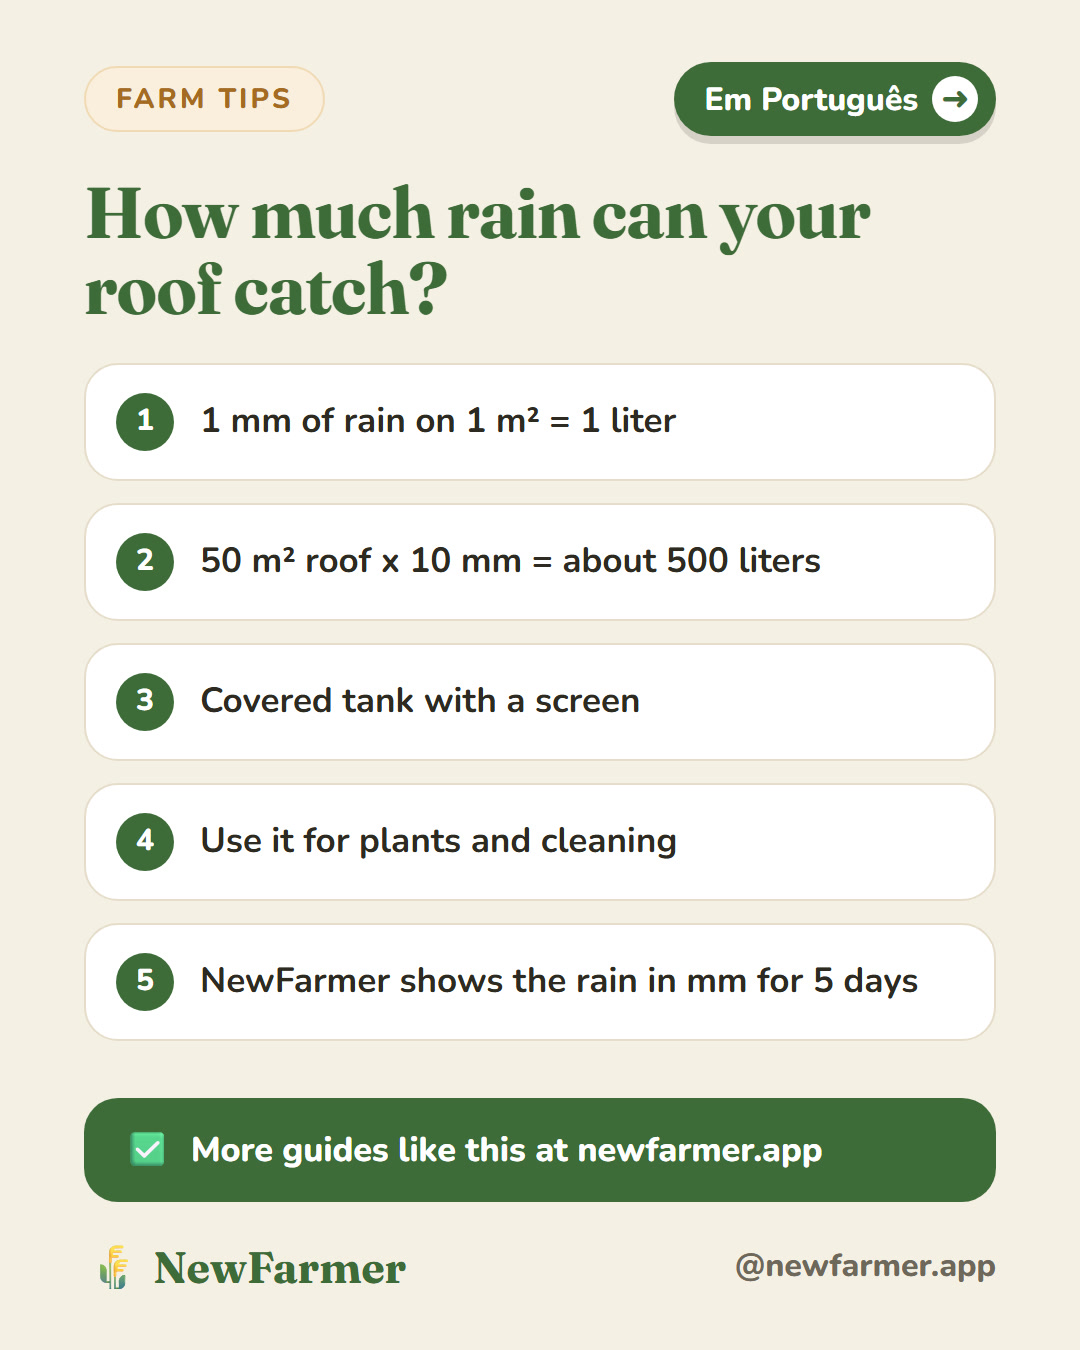 FARM TIPS
Em Português
How much rain can your
roof catch?
1 1 mm of rain on 1 m² = 1 liter
2 50 m² roof x 10 mm = about 500 liters
3 Covered tank with a screen
4 Use it for plants and cleaning
5 NewFarmer shows the rain in mm for 5 days
More guides like this at newfarmer.app
NewFarmer
@newfarmer.app